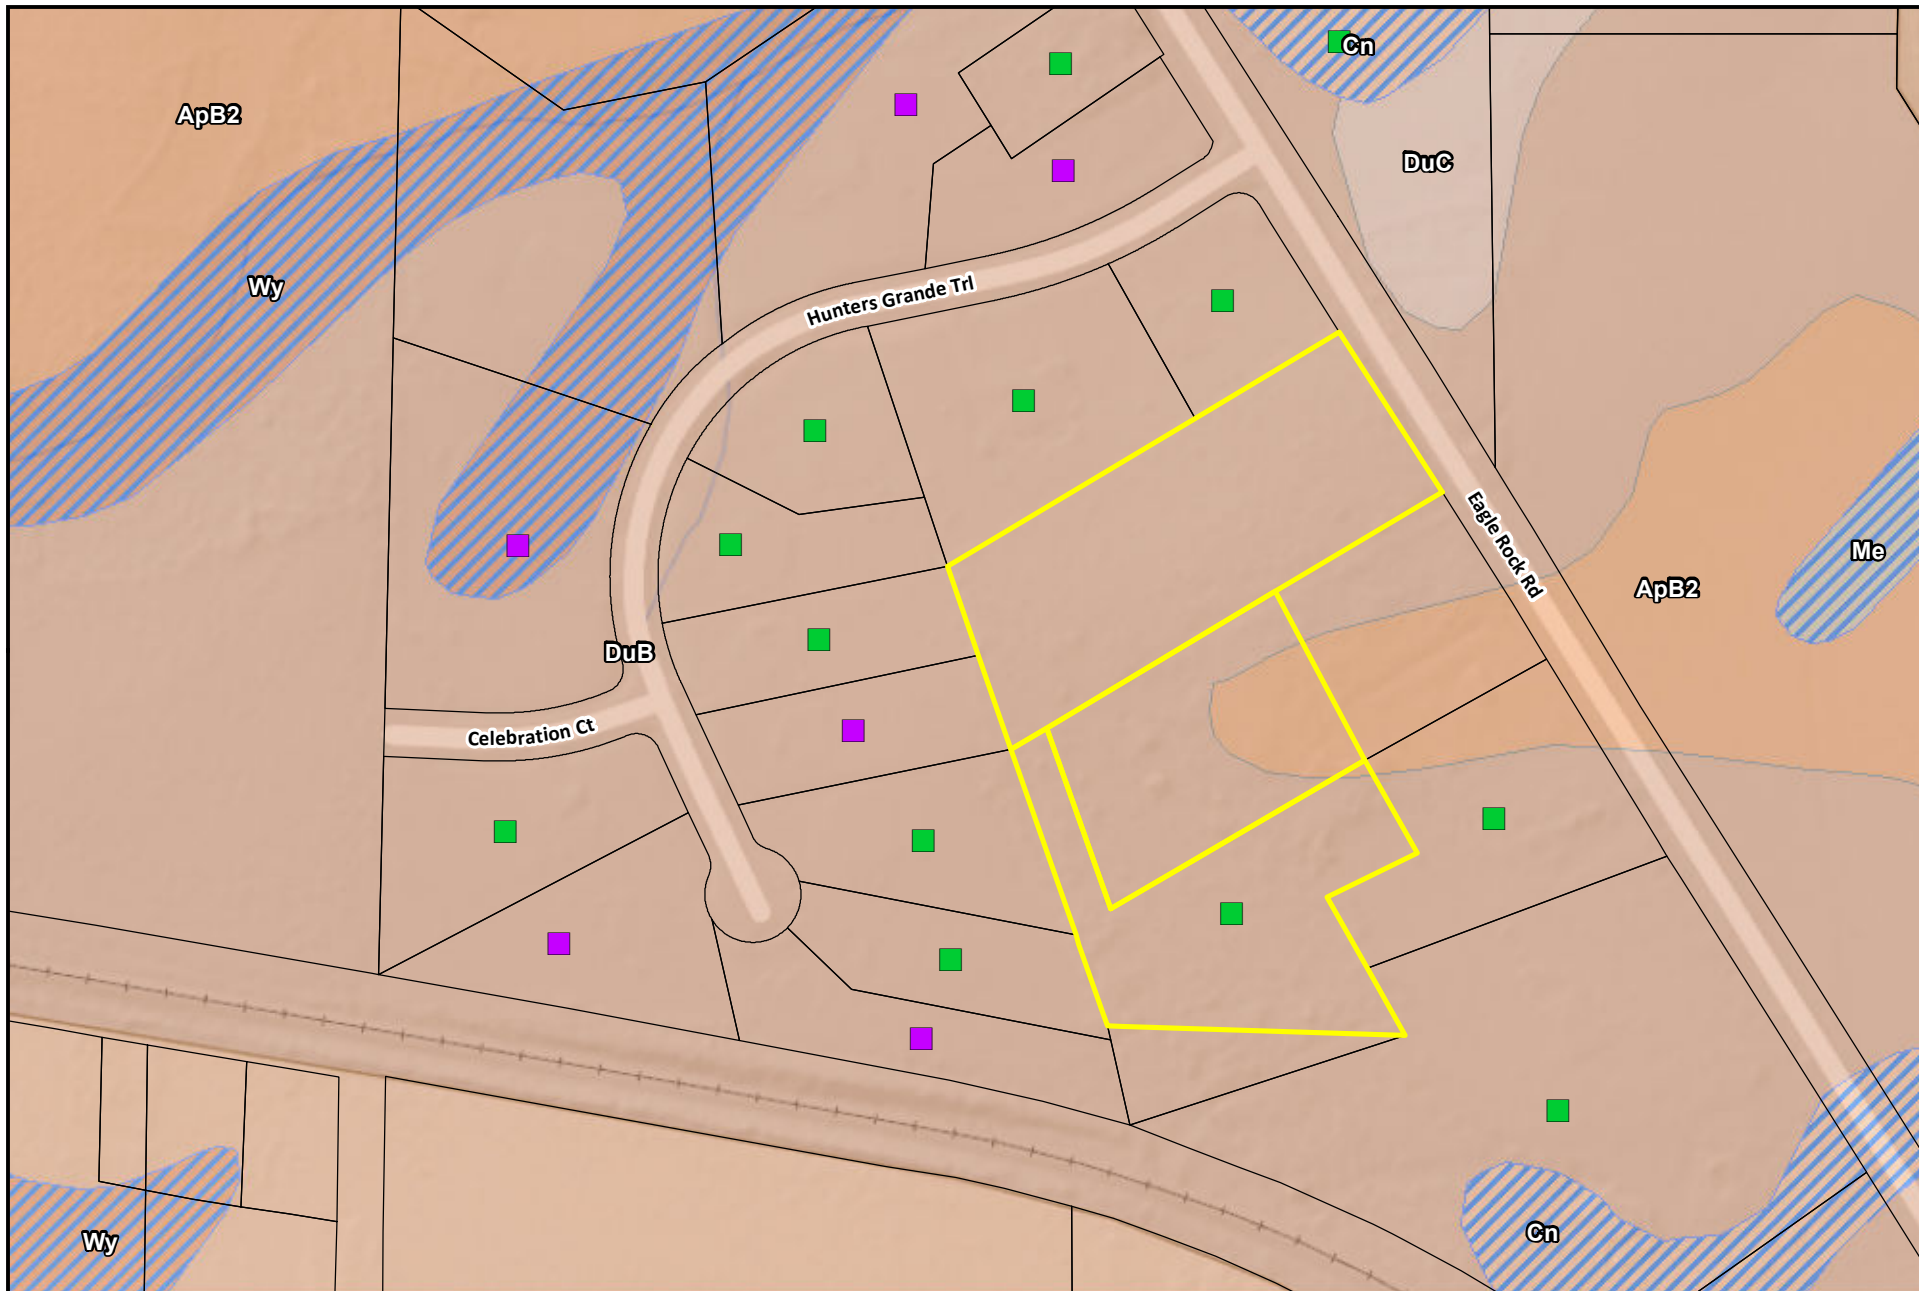 Cn
ApB2
DuC
Wy
Hunters Grande Trl
Eagle Rock Rd
Me
ApB2
DuB
Celebration Ct
Cn
Wy